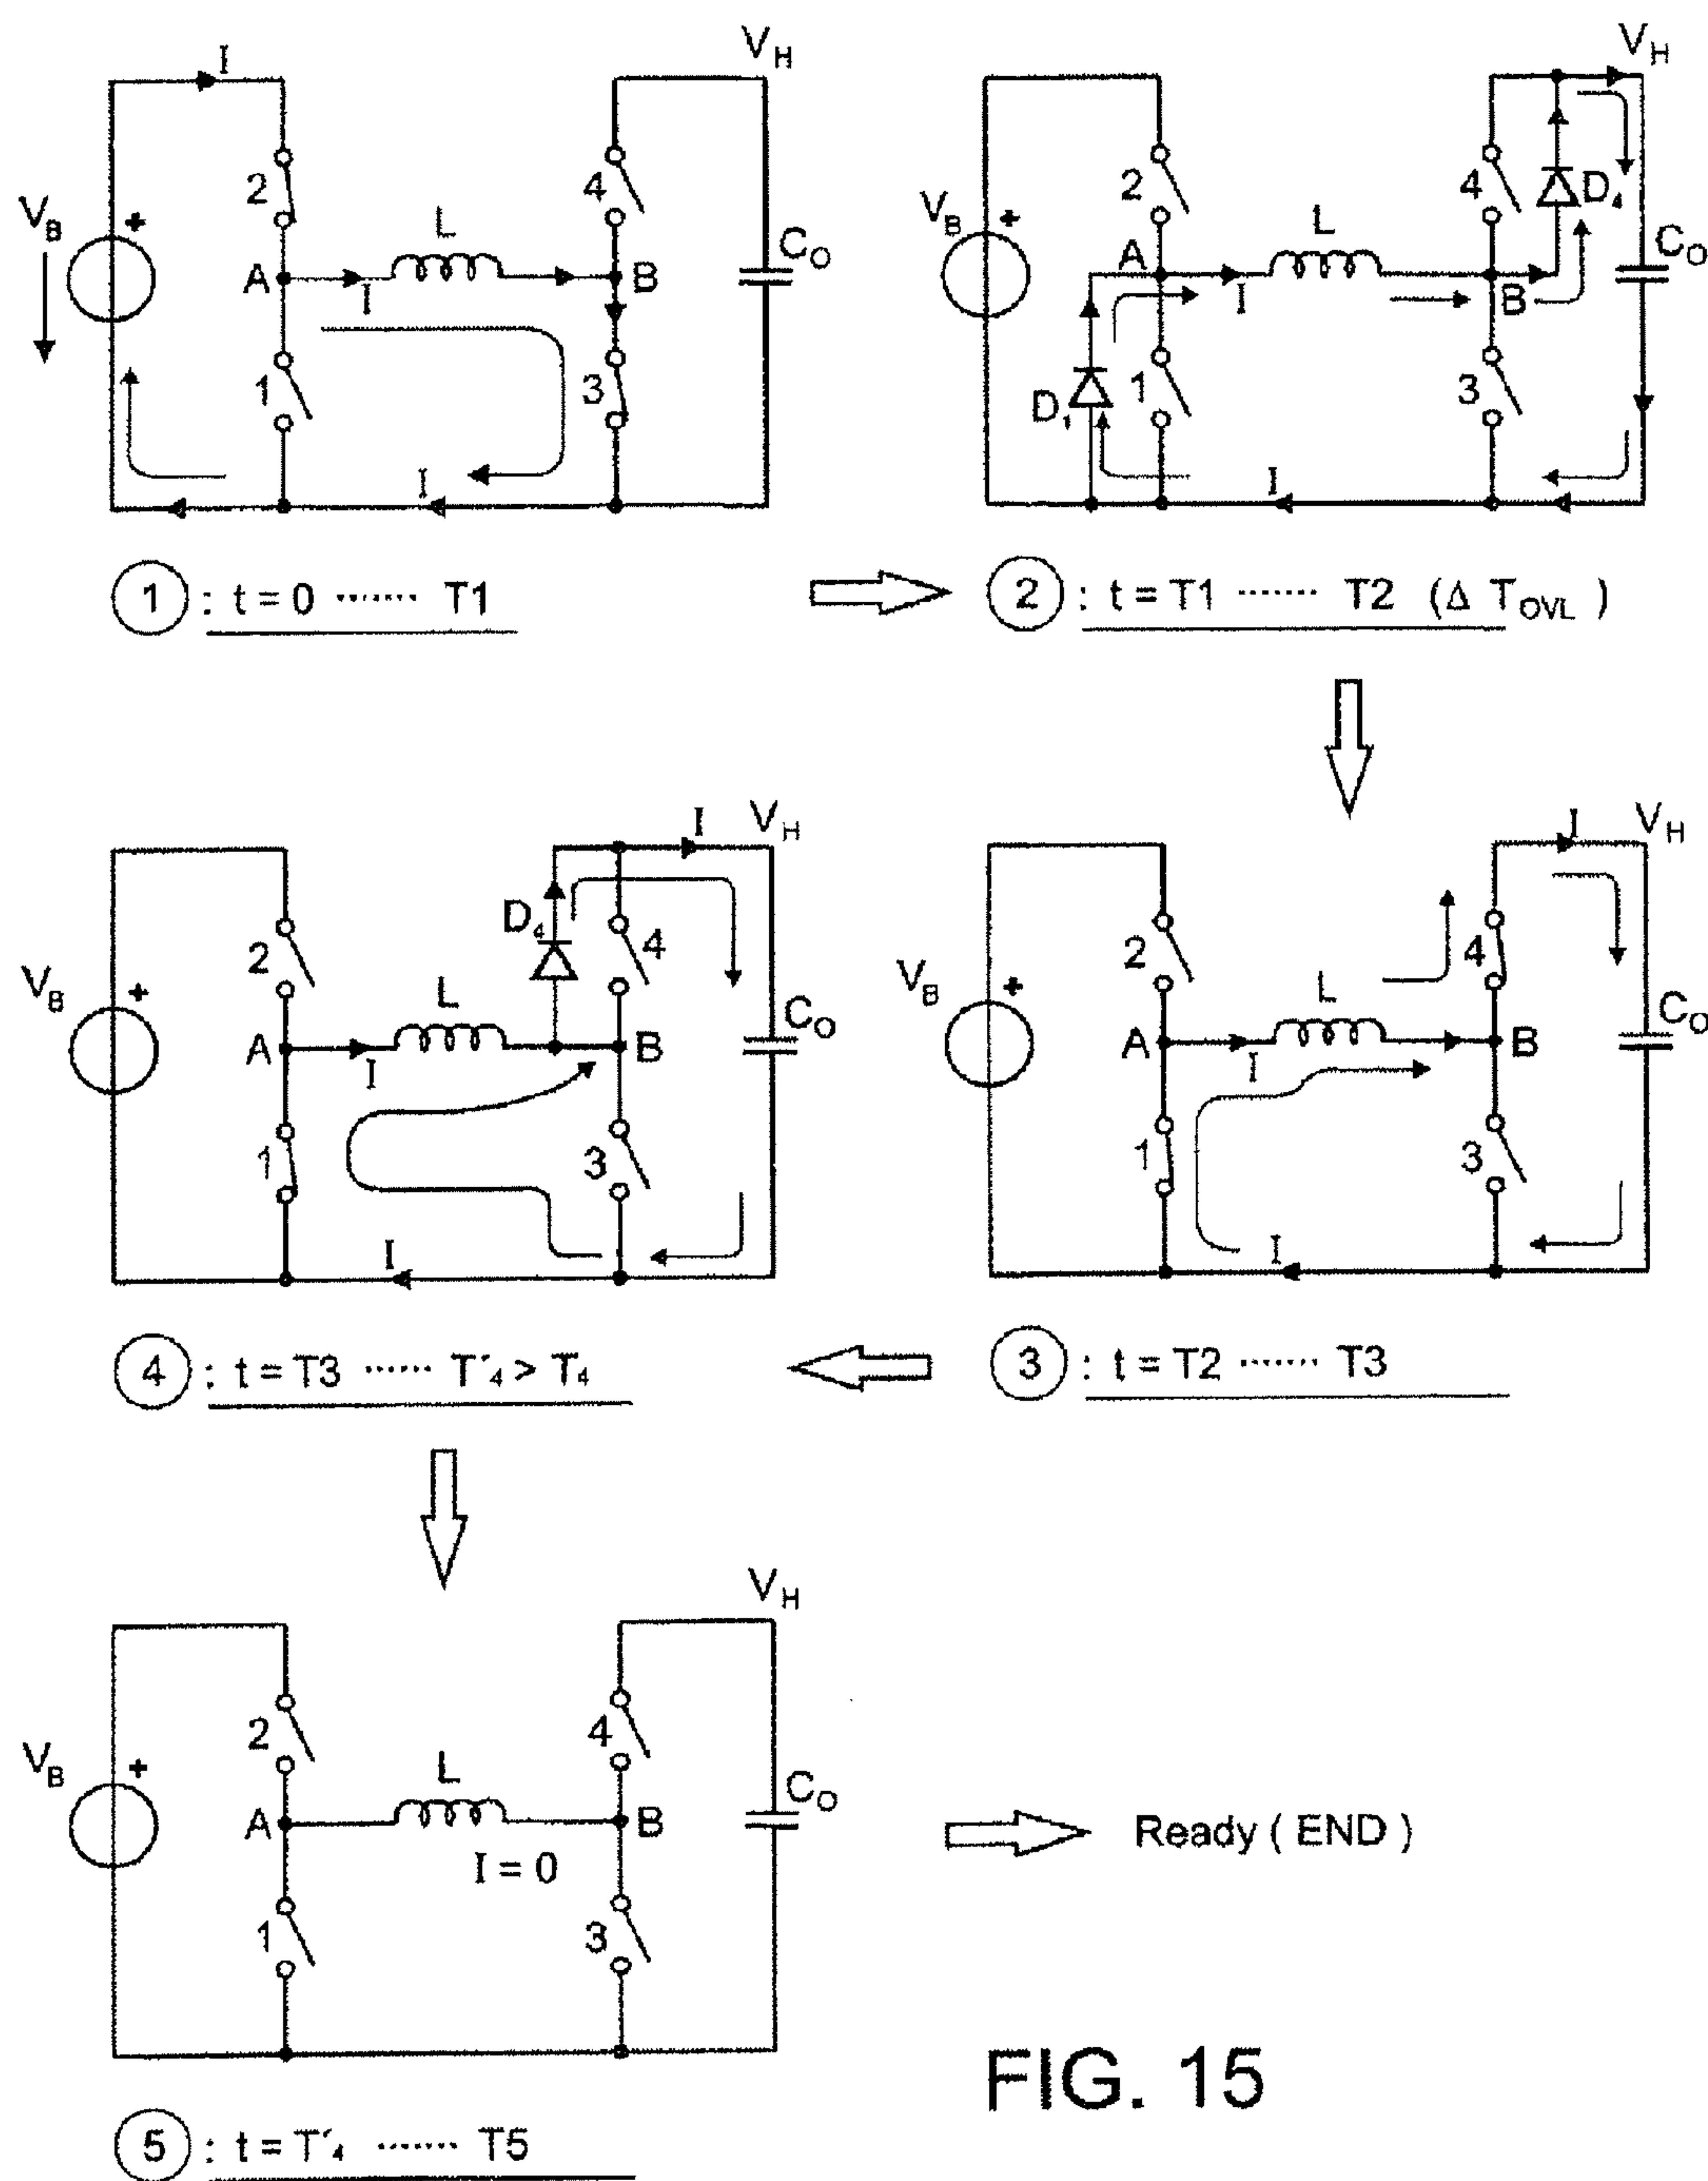 I
V_H
2
4
V_B
+
L
C_O
A
B
I
1
3
I
① : t = 0 ······· T1
V_H
2
4
D_4
V_B
+
L
C_O
A
I
B
D_1
1
3
I
② : t = T1 ······· T2 (Δ T_OVL )
I
V_H
D_4
2
4
V_B
+
L
C_O
A
B
I
1
3
I
④ : t = T3 ······ T´4 > T4
I
V_H
2
4
V_B
+
L
C_O
A
B
I
1
3
I
③ : t = T2 ······· T3
V_H
2
4
V_B
+
L
C_O
A
B
I = 0
1
3
⑤ : t = T´4 ······· T5
Ready ( END )
FIG. 15